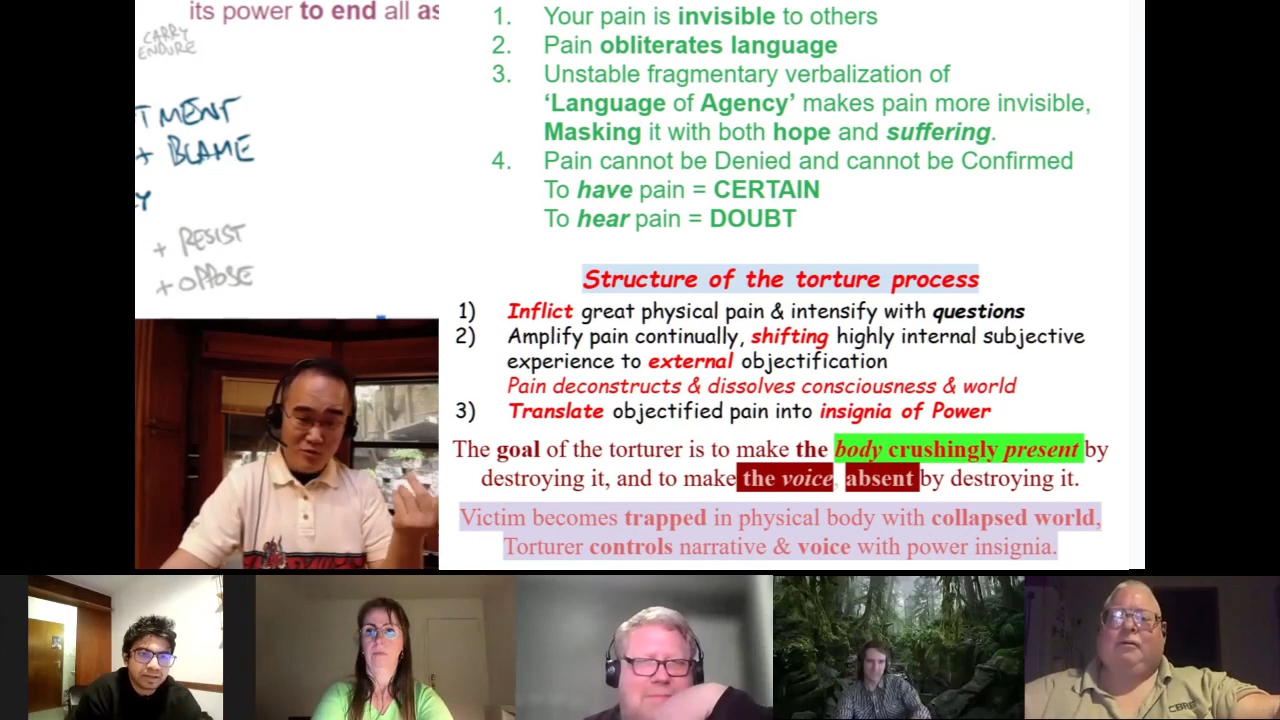 its power to end all as
CARRY
ENDURE
TMENT
+ BLAME
Y
+ RESIST
+ OPPOSE
1. Your pain is invisible to others
2. Pain obliterates language
3. Unstable fragmentary verbalization of
‘Language of Agency’ makes pain more invisible,
Masking it with both hope and suffering.
4. Pain cannot be Denied and cannot be Confirmed
To have pain = CERTAIN
To hear pain = DOUBT
Structure of the torture process
1) Inflict great physical pain & intensify with questions
2) Amplify pain continually, shifting highly internal subjective
experience to external objectification
Pain deconstructs & dissolves consciousness & world
3) Translate objectified pain into insignia of Power
The goal of the torturer is to make the body crushingly present by
destroying it, and to make the voice, absent by destroying it.
Victim becomes trapped in physical body with collapsed world,
Torturer controls narrative & voice with power insignia.